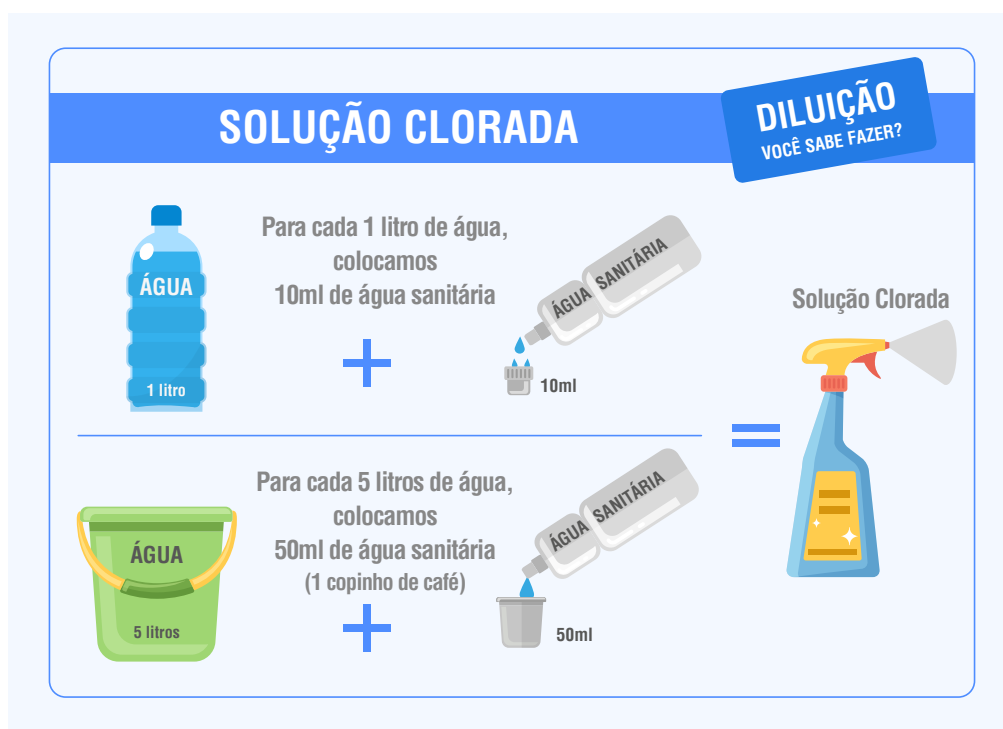 SOLUÇÃO CLORADA
DILUIÇÃO
VOCÊ SABE FAZER?
Para cada 1 litro de água,
colocamos
10ml de água sanitária
ÁGUA
1 litro
ÁGUA SANITÁRIA
10ml
Solução Clorada
Para cada 5 litros de água,
colocamos
50ml de água sanitária
(1 copinho de café)
ÁGUA
5 litros
ÁGUA SANITÁRIA
50ml